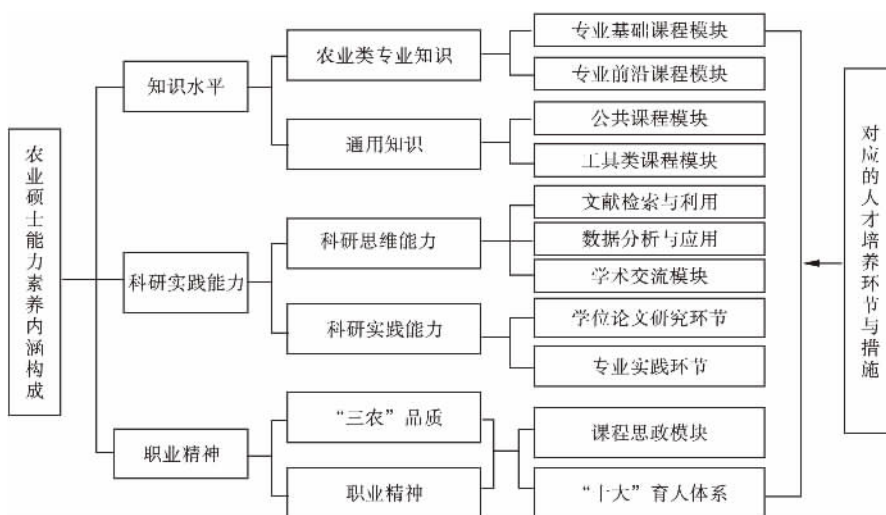 农业硕士能力素养内涵构成
知识水平
科研实践能力
职业精神
农业类专业知识
通用知识
科研思维能力
科研实践能力
“三农”品质
职业精神
专业基础课程模块
专业前沿课程模块
公共课程模块
工具类课程模块
文献检索与利用
数据分析与应用
学术交流模块
学位论文研究环节
专业实践环节
课程思政模块
“十大”育人体系
对应的人才培养环节与措施